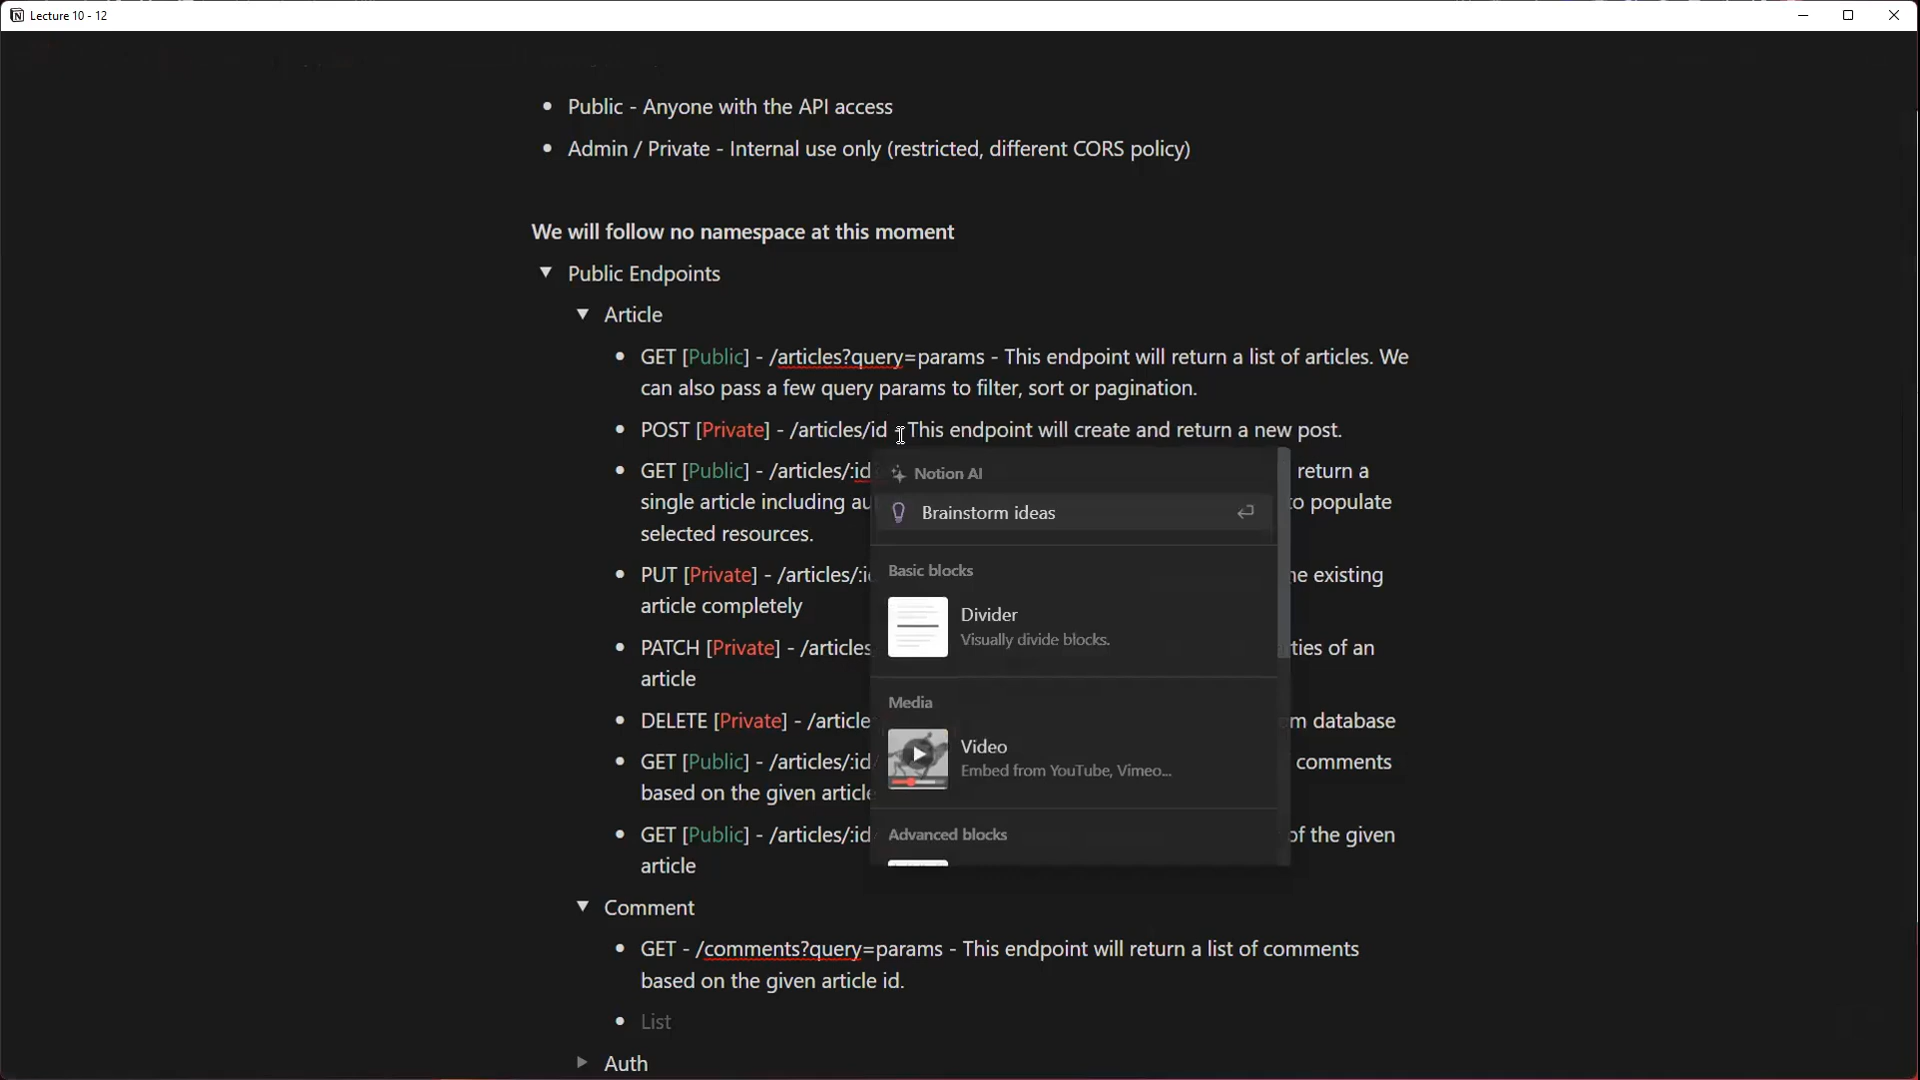 Lecture 10 - 12
Public - Anyone with the API access
Admin / Private - Internal use only (restricted, different CORS policy)
We will follow no namespace at this moment
Public Endpoints
Article
GET [Public] - /articles?query=params - This endpoint will return a list of articles. We
can also pass a few query params to filter, sort or pagination.
POST [Private] - /articles/id - This endpoint will create and return a new post.
GET [Public] - /articles/:id return a
single article including au to populate
selected resources.
PUT [Private] - /articles/:id existing
article completely
PATCH [Private] - /articles of an
article
DELETE [Private] - /article database
GET [Public] - /articles/:id comments
based on the given article
GET [Public] - /articles/:id of the given
article
Notion AI
Brainstorm ideas
Basic blocks
Divider
Visually divide blocks.
Media
Video
Embed from YouTube, Vimeo...
Advanced blocks
Comment
GET - /comments?query=params - This endpoint will return a list of comments
based on the given article id.
List
Auth